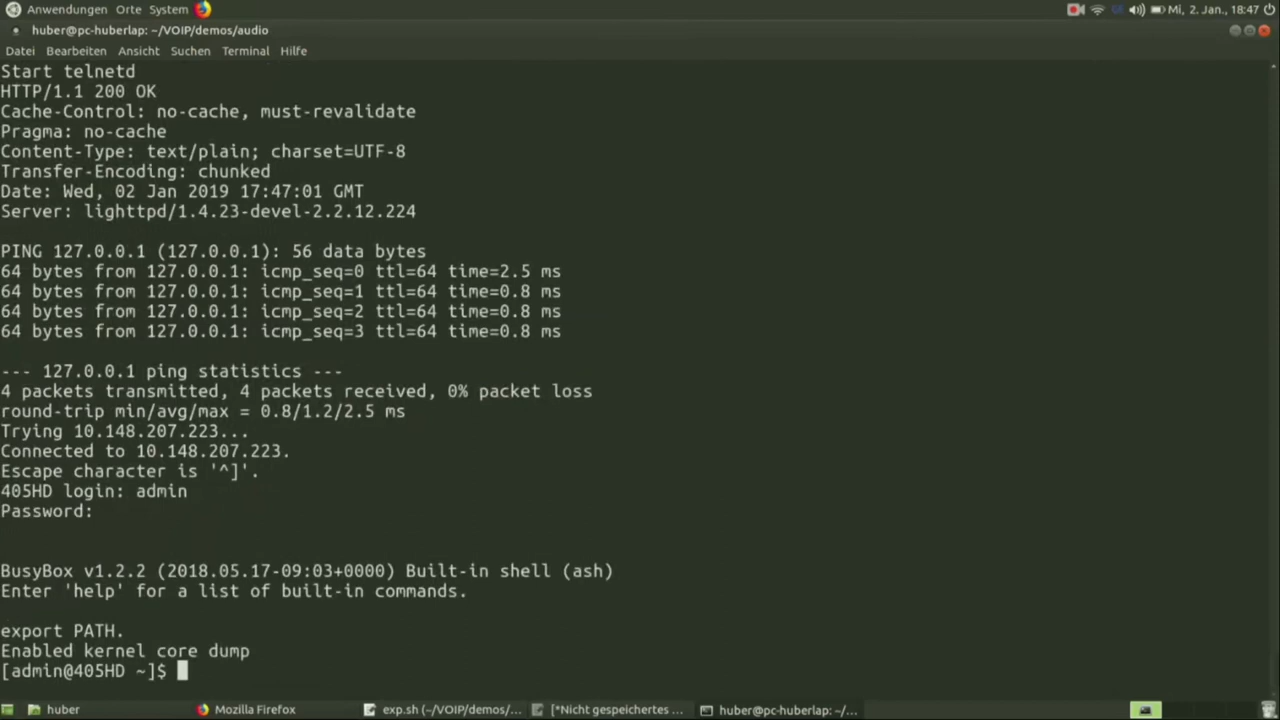 Anwendungen Orte System Mi, 2. Jan., 18:47
huber@pc-huberlap: ~/VOIP/demos/audio
Datei Bearbeiten Ansicht Suchen Terminal Hilfe
Start telnetd
HTTP/1.1 200 OK
Cache-Control: no-cache, must-revalidate
Pragma: no-cache
Content-Type: text/plain; charset=UTF-8
Transfer-Encoding: chunked
Date: Wed, 02 Jan 2019 17:47:01 GMT
Server: lighttpd/1.4.23-devel-2.2.12.224
PING 127.0.0.1 (127.0.0.1): 56 data bytes
64 bytes from 127.0.0.1: icmp_seq=0 ttl=64 time=2.5 ms
64 bytes from 127.0.0.1: icmp_seq=1 ttl=64 time=0.8 ms
64 bytes from 127.0.0.1: icmp_seq=2 ttl=64 time=0.8 ms
64 bytes from 127.0.0.1: icmp_seq=3 ttl=64 time=0.8 ms
--- 127.0.0.1 ping statistics ---
4 packets transmitted, 4 packets received, 0% packet loss
round-trip min/avg/max = 0.8/1.2/2.5 ms
Trying 10.148.207.223...
Connected to 10.148.207.223.
Escape character is '^]'.
405HD login: admin
Password:
BusyBox v1.2.2 (2018.05.17-09:03+0000) Built-in shell (ash)
Enter 'help' for a list of built-in commands.
export PATH.
Enabled kernel core dump
[admin@405HD ~]$
huber Mozilla Firefox exp.sh (~/VOIP/demos/... [*Nicht gespeichertes ... huber@pc-huberlap: ~/...